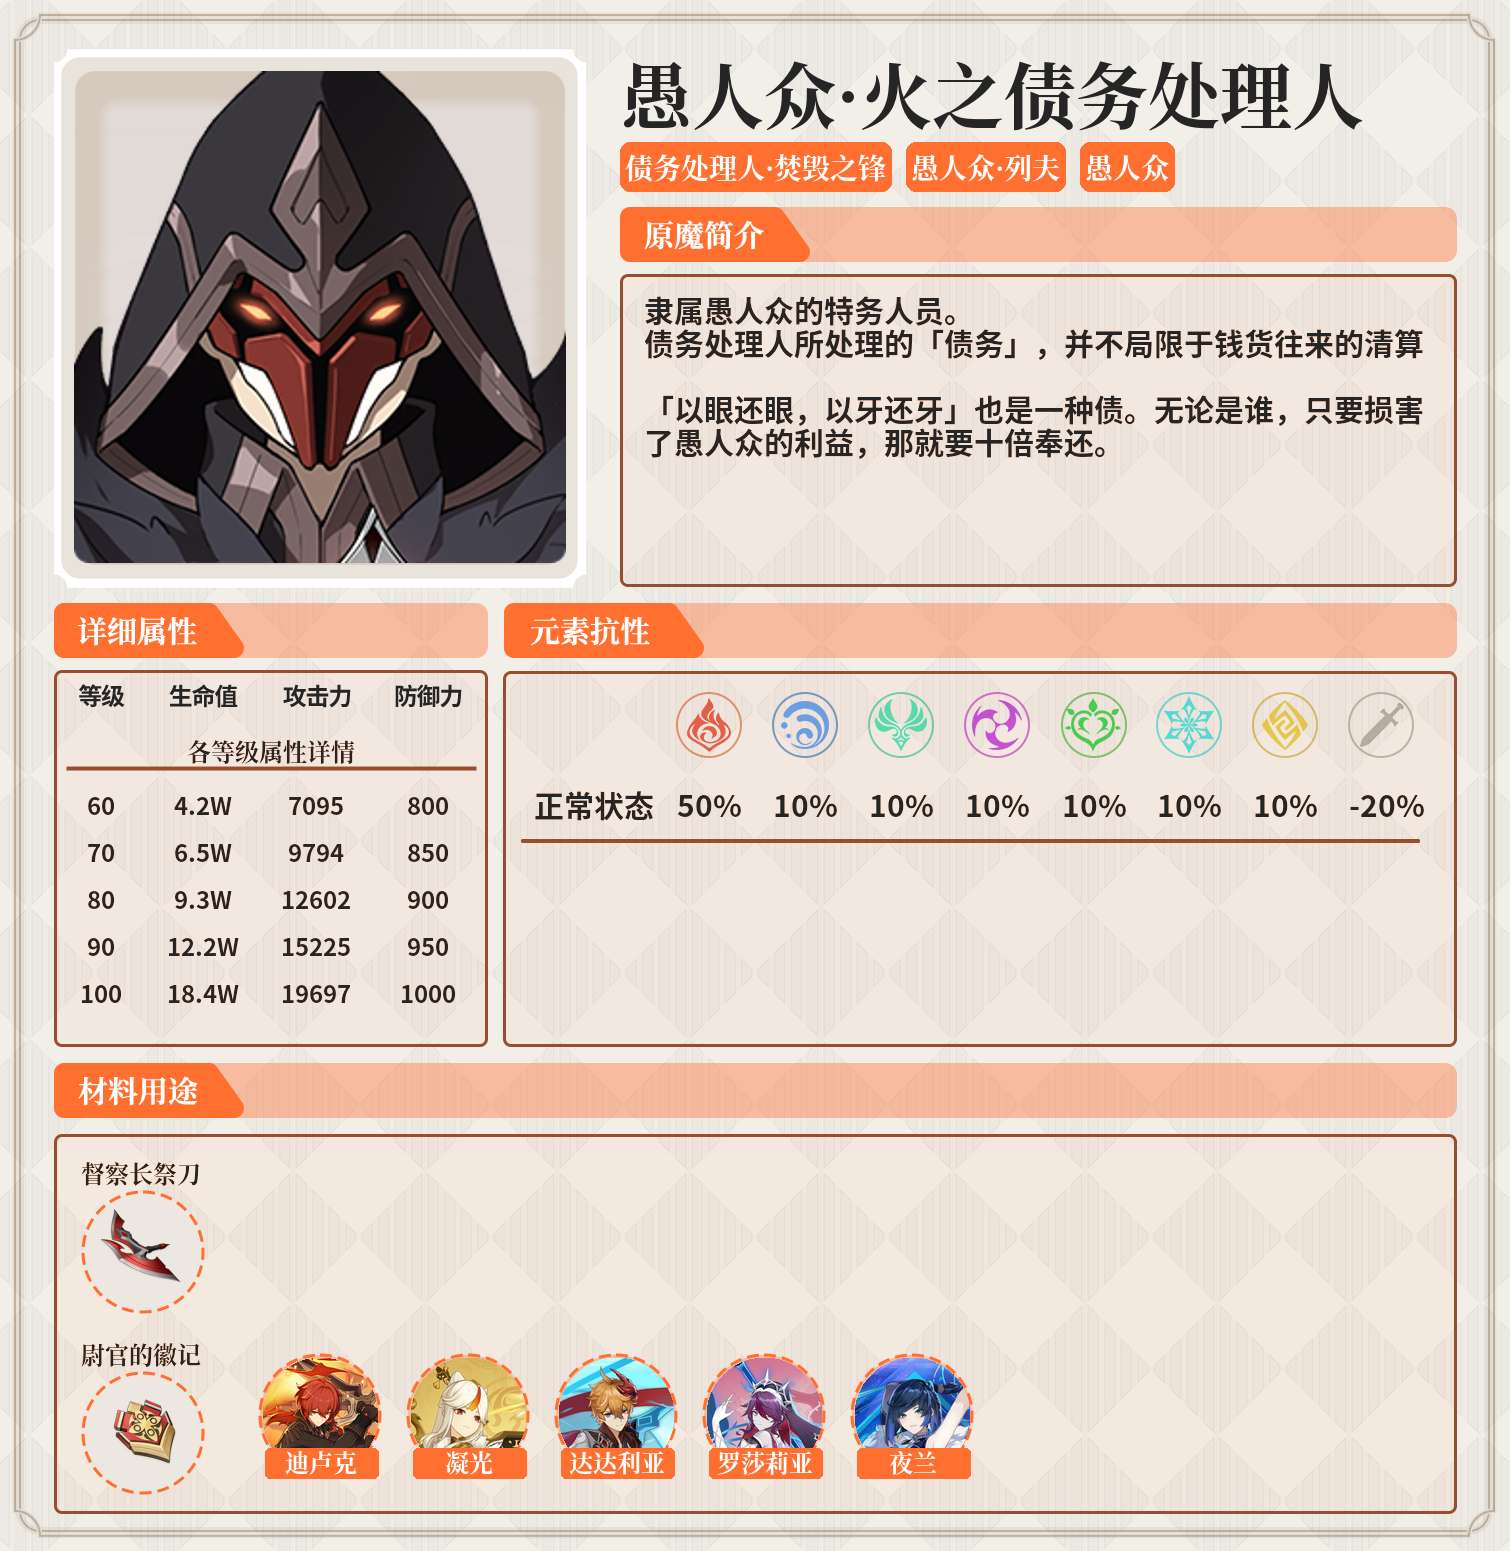 愚人众·火之债务处理人
债务处理人·焚毁之锋 愚人众·列夫 愚人众
原魔简介
隶属愚人众的特务人员。
债务处理人所处理的「债务」，并不局限于钱货往来的清算
「以眼还眼，以牙还牙」也是一种债。无论是谁，只要损害
了愚人众的利益，那就要十倍奉还。
详细属性
等级 生命值 攻击力 防御力
各等级属性详情
60 4.2W 7095 800
70 6.5W 9794 850
80 9.3W 12602 900
90 12.2W 15225 950
100 18.4W 19697 1000
元素抗性
正常状态 50% 10% 10% 10% 10% 10% 10% -20%
材料用途
督察长祭刀
尉官的徽记
迪卢克 凝光 达达利亚 罗莎莉亚 夜兰